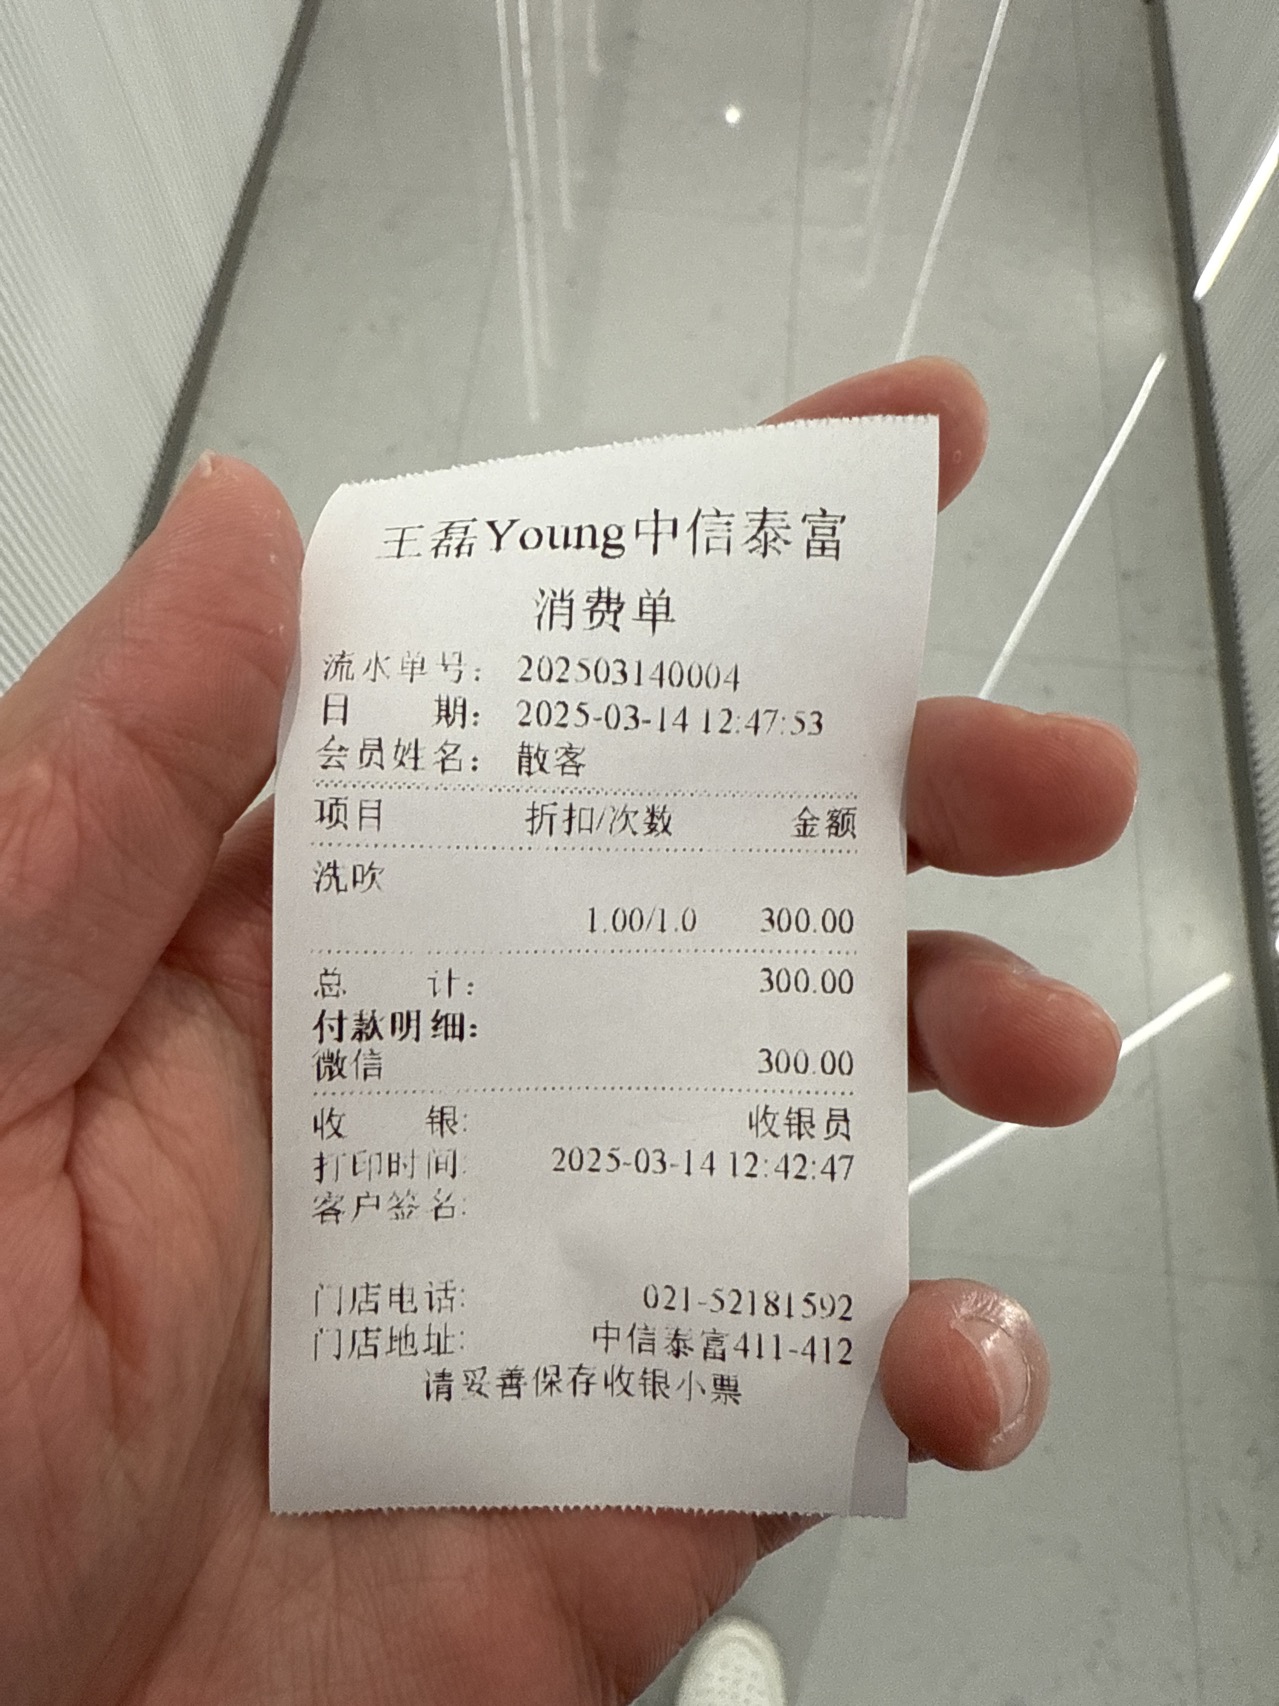 王磊Young中信泰富
消费单
流水单号： 202503140004
日 期： 2025-03-14 12:47:53
会员姓名： 散客
项目 折扣/次数 金额
洗吹
1.00/1.0 300.00
总 计： 300.00
付款明细：
微信 300.00
收 银: 收银员
打印时间: 2025-03-14 12:42:47
客户签名:
门店电话: 021-52181592
门店地址: 中信泰富411-412
请妥善保存收银小票